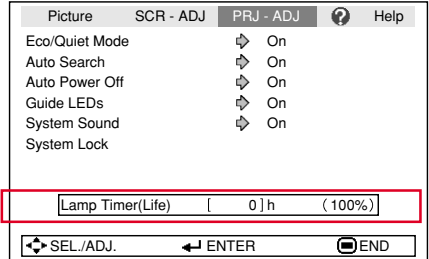 Picture SCR - ADJ PRJ - ADJ ? Help
Eco/Quiet Mode On
Auto Search On
Auto Power Off On
Guide LEDs On
System Sound On
System Lock
Lamp Timer(Life) [ 0] h (100%)
SEL./ADJ. ENTER END